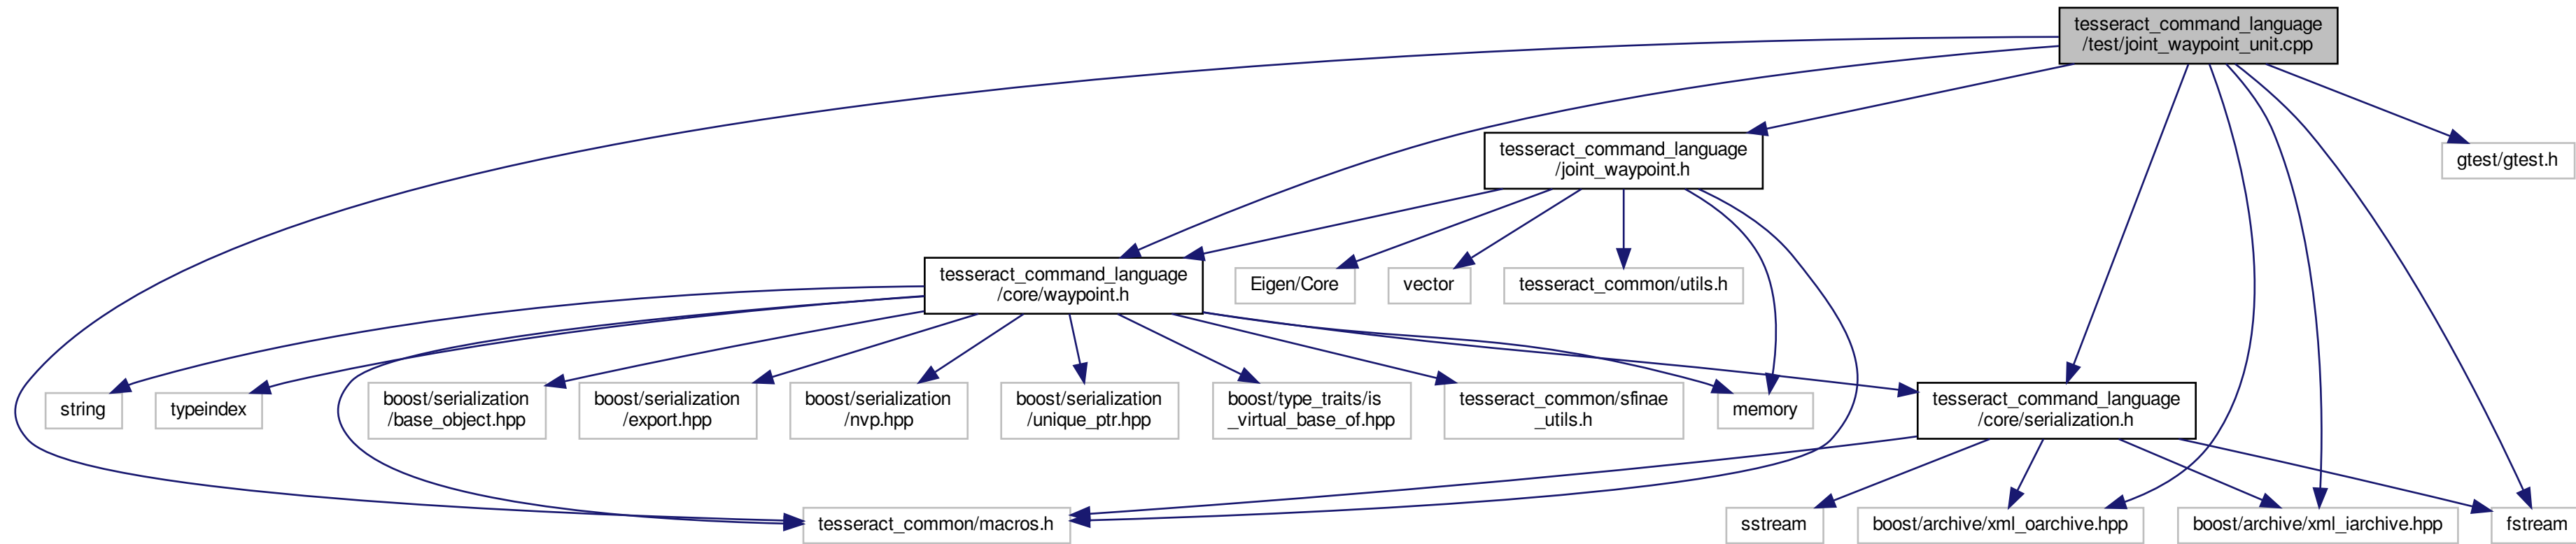 tesseract_command_language
/test/joint_waypoint_unit.cpp
tesseract_command_language
/joint_waypoint.h
gtest/gtest.h
tesseract_command_language
/core/waypoint.h
Eigen/Core
vector
tesseract_common/utils.h
string
typeindex
boost/serialization
/base_object.hpp
boost/serialization
/export.hpp
boost/serialization
/nvp.hpp
boost/serialization
/unique_ptr.hpp
boost/type_traits/is
_virtual_base_of.hpp
tesseract_common/sfinae
_utils.h
memory
tesseract_command_language
/core/serialization.h
tesseract_common/macros.h
sstream
boost/archive/xml_oarchive.hpp
boost/archive/xml_iarchive.hpp
fstream